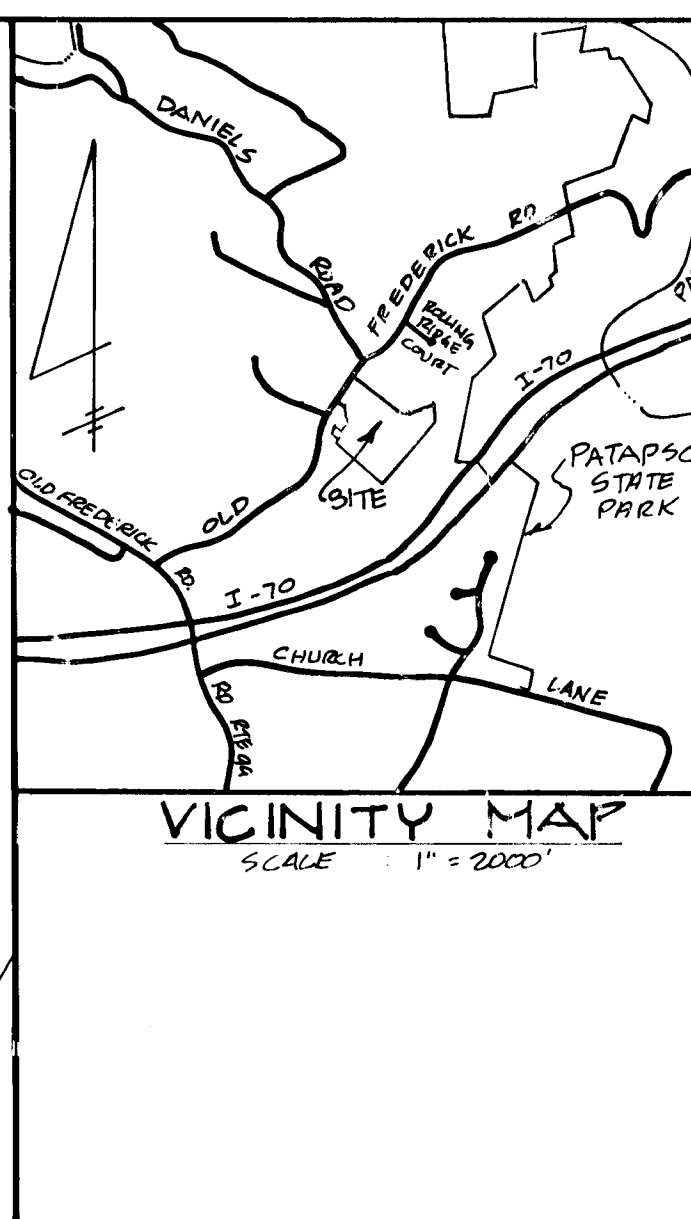 DANIELS
ROAD
FREDERICK RD
ROLLING
RIDGE
COURT
I-70
PATAPSC
STATE
PARK
SITE
OLD
OLD FREDERICK
RD.
I-70
CHURCH
LANE
RD RTE 99
VICINITY MAP
SCALE : 1" = 2000'